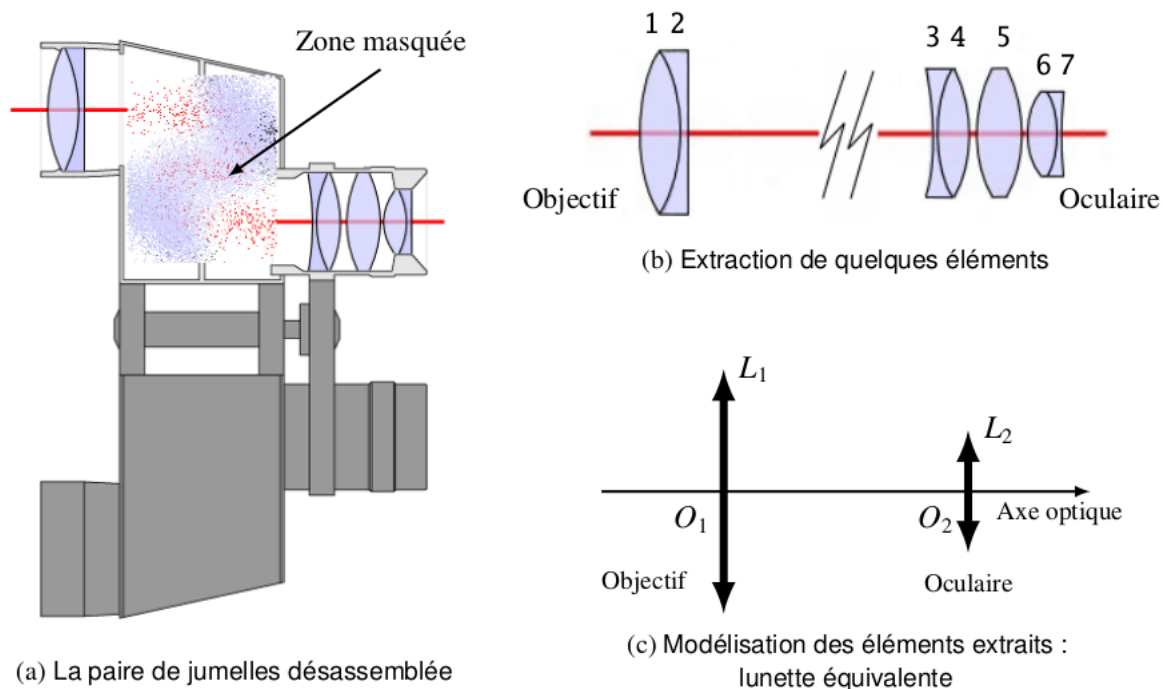 Zone masquée
(a) La paire de jumelles désassemblée
1 2
3 4 5 6 7
Objectif
Oculaire
(b) Extraction de quelques éléments
L1
L2
O1
O2
Axe optique
Objectif
Oculaire
(c) Modélisation des éléments extraits :
lunette équivalente